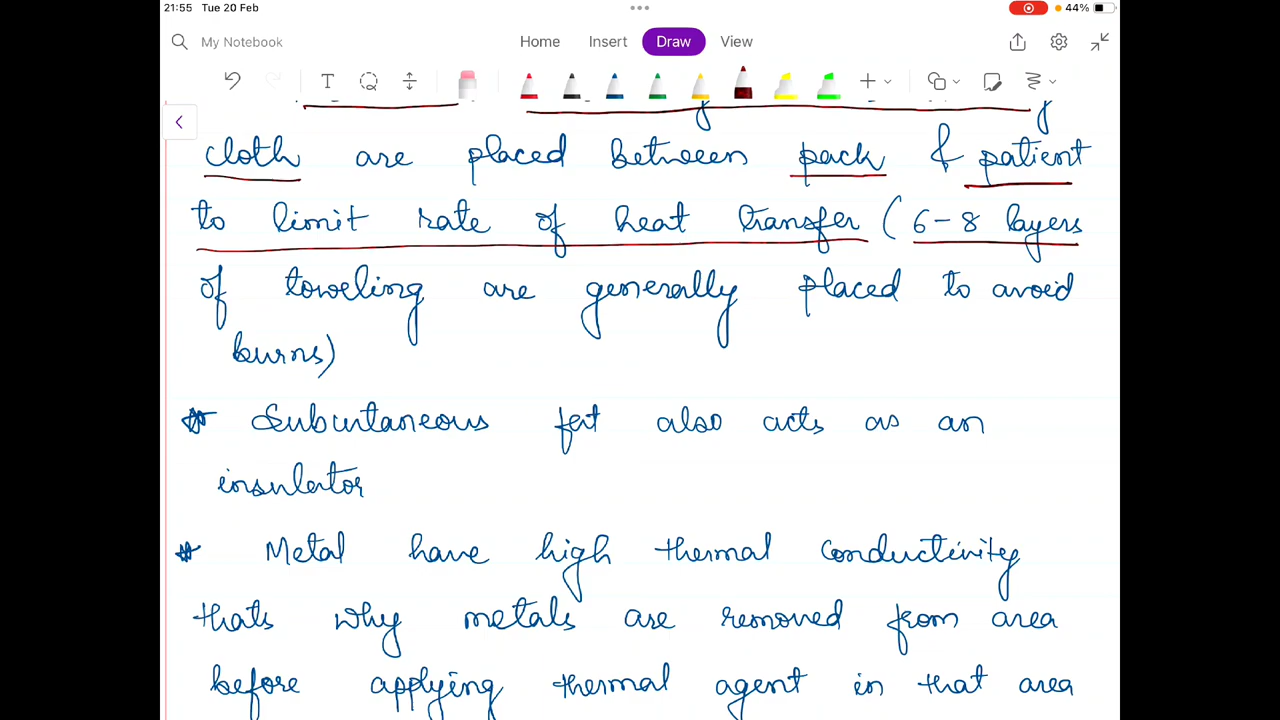 21:55 Tue 20 Feb
44%
My Notebook
Home Insert Draw View
cloth are placed between pack & patient
to limit rate of heat transfer (6-8 layers
of toweling are generally placed to avoid
burns)
* Subcutaneous fat also acts as an
insulator
* Metal have high thermal conductivity
thats why metals are removed from area
before applying thermal agent in that area